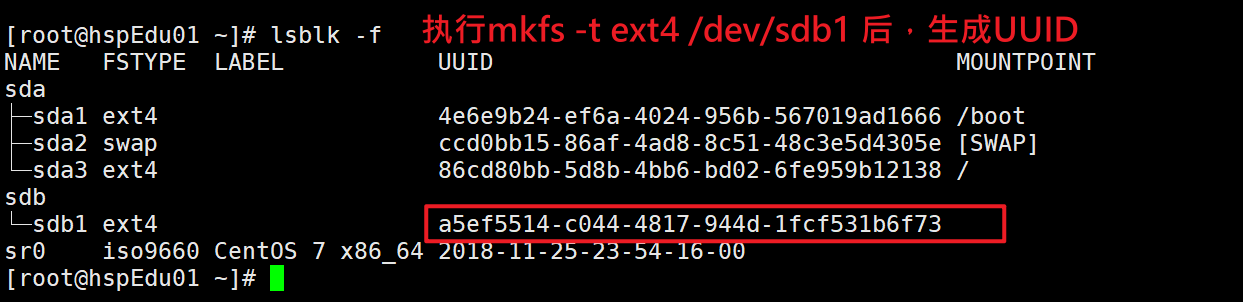 [root@hspEdu01 ~]# lsblk -f 执行mkfs -t ext4 /dev/sdb1 后，生成UUID
NAME   FSTYPE  LABEL           UUID                                 MOUNTPOINT
sda
├─sda1 ext4                    4e6e9b24-ef6a-4024-956b-567019ad1666 /boot
├─sda2 swap                    ccd0bb15-86af-4ad8-8c51-48c3e5d4305e [SWAP]
└─sda3 ext4                    86cd80bb-5d8b-4bb6-bd02-6fe959b12138 /
sdb
└─sdb1 ext4                    a5ef5514-c044-4817-944d-1fcf531b6f73
sr0    iso9660 CentOS 7 x86_64 2018-11-25-23-54-16-00
[root@hspEdu01 ~]#